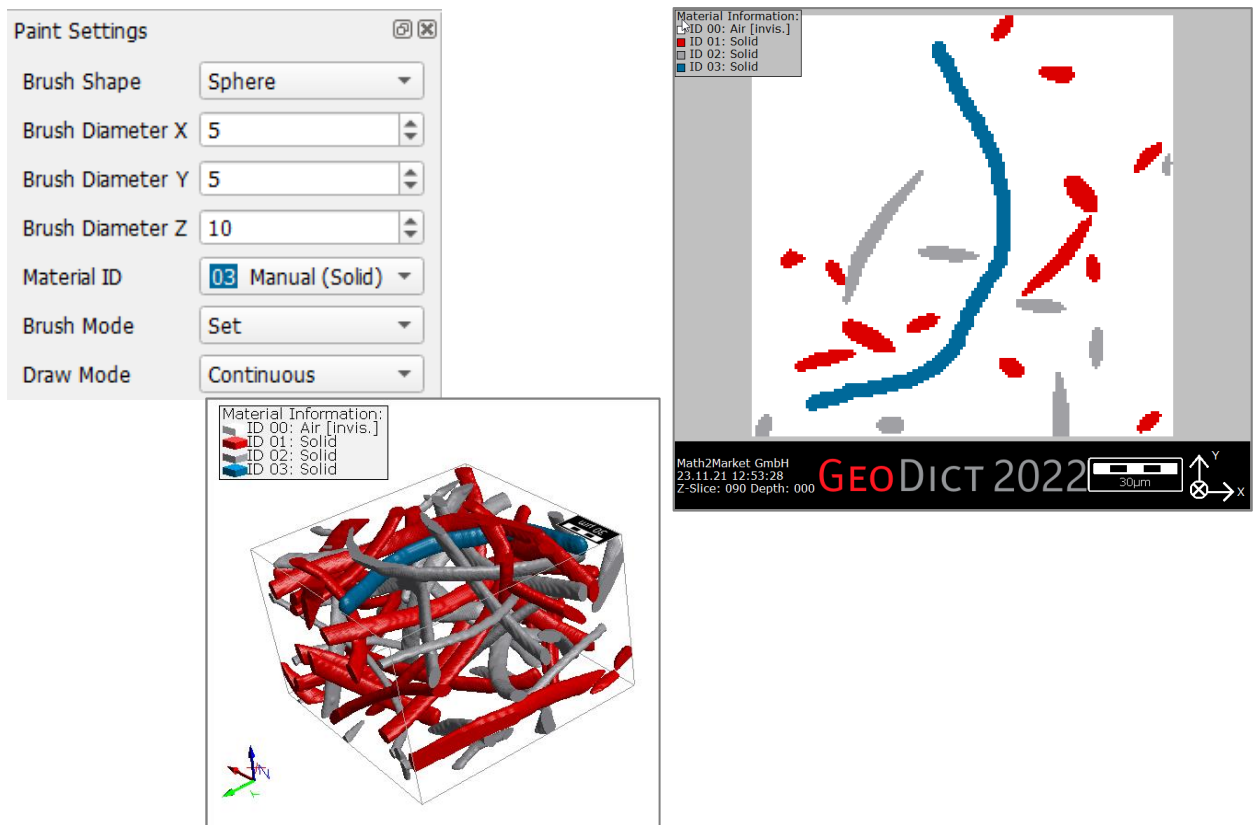 Paint Settings
Brush Shape Sphere
Brush Diameter X 5
Brush Diameter Y 5
Brush Diameter Z 10
Material ID 03 Manual (Solid)
Brush Mode Set
Draw Mode Continuous
Material Information:
ID 00: Air [invis.]
ID 01: Solid
ID 02: Solid
ID 03: Solid
Math2Market GmbH
23.11.21 12:53:28
Z-Slice: 090 Depth: 000
GEODICT 2022
30µm
Y
X
Material Information:
ID 00: Air [invis.]
ID 01: Solid
ID 02: Solid
ID 03: Solid
30 µm
Y